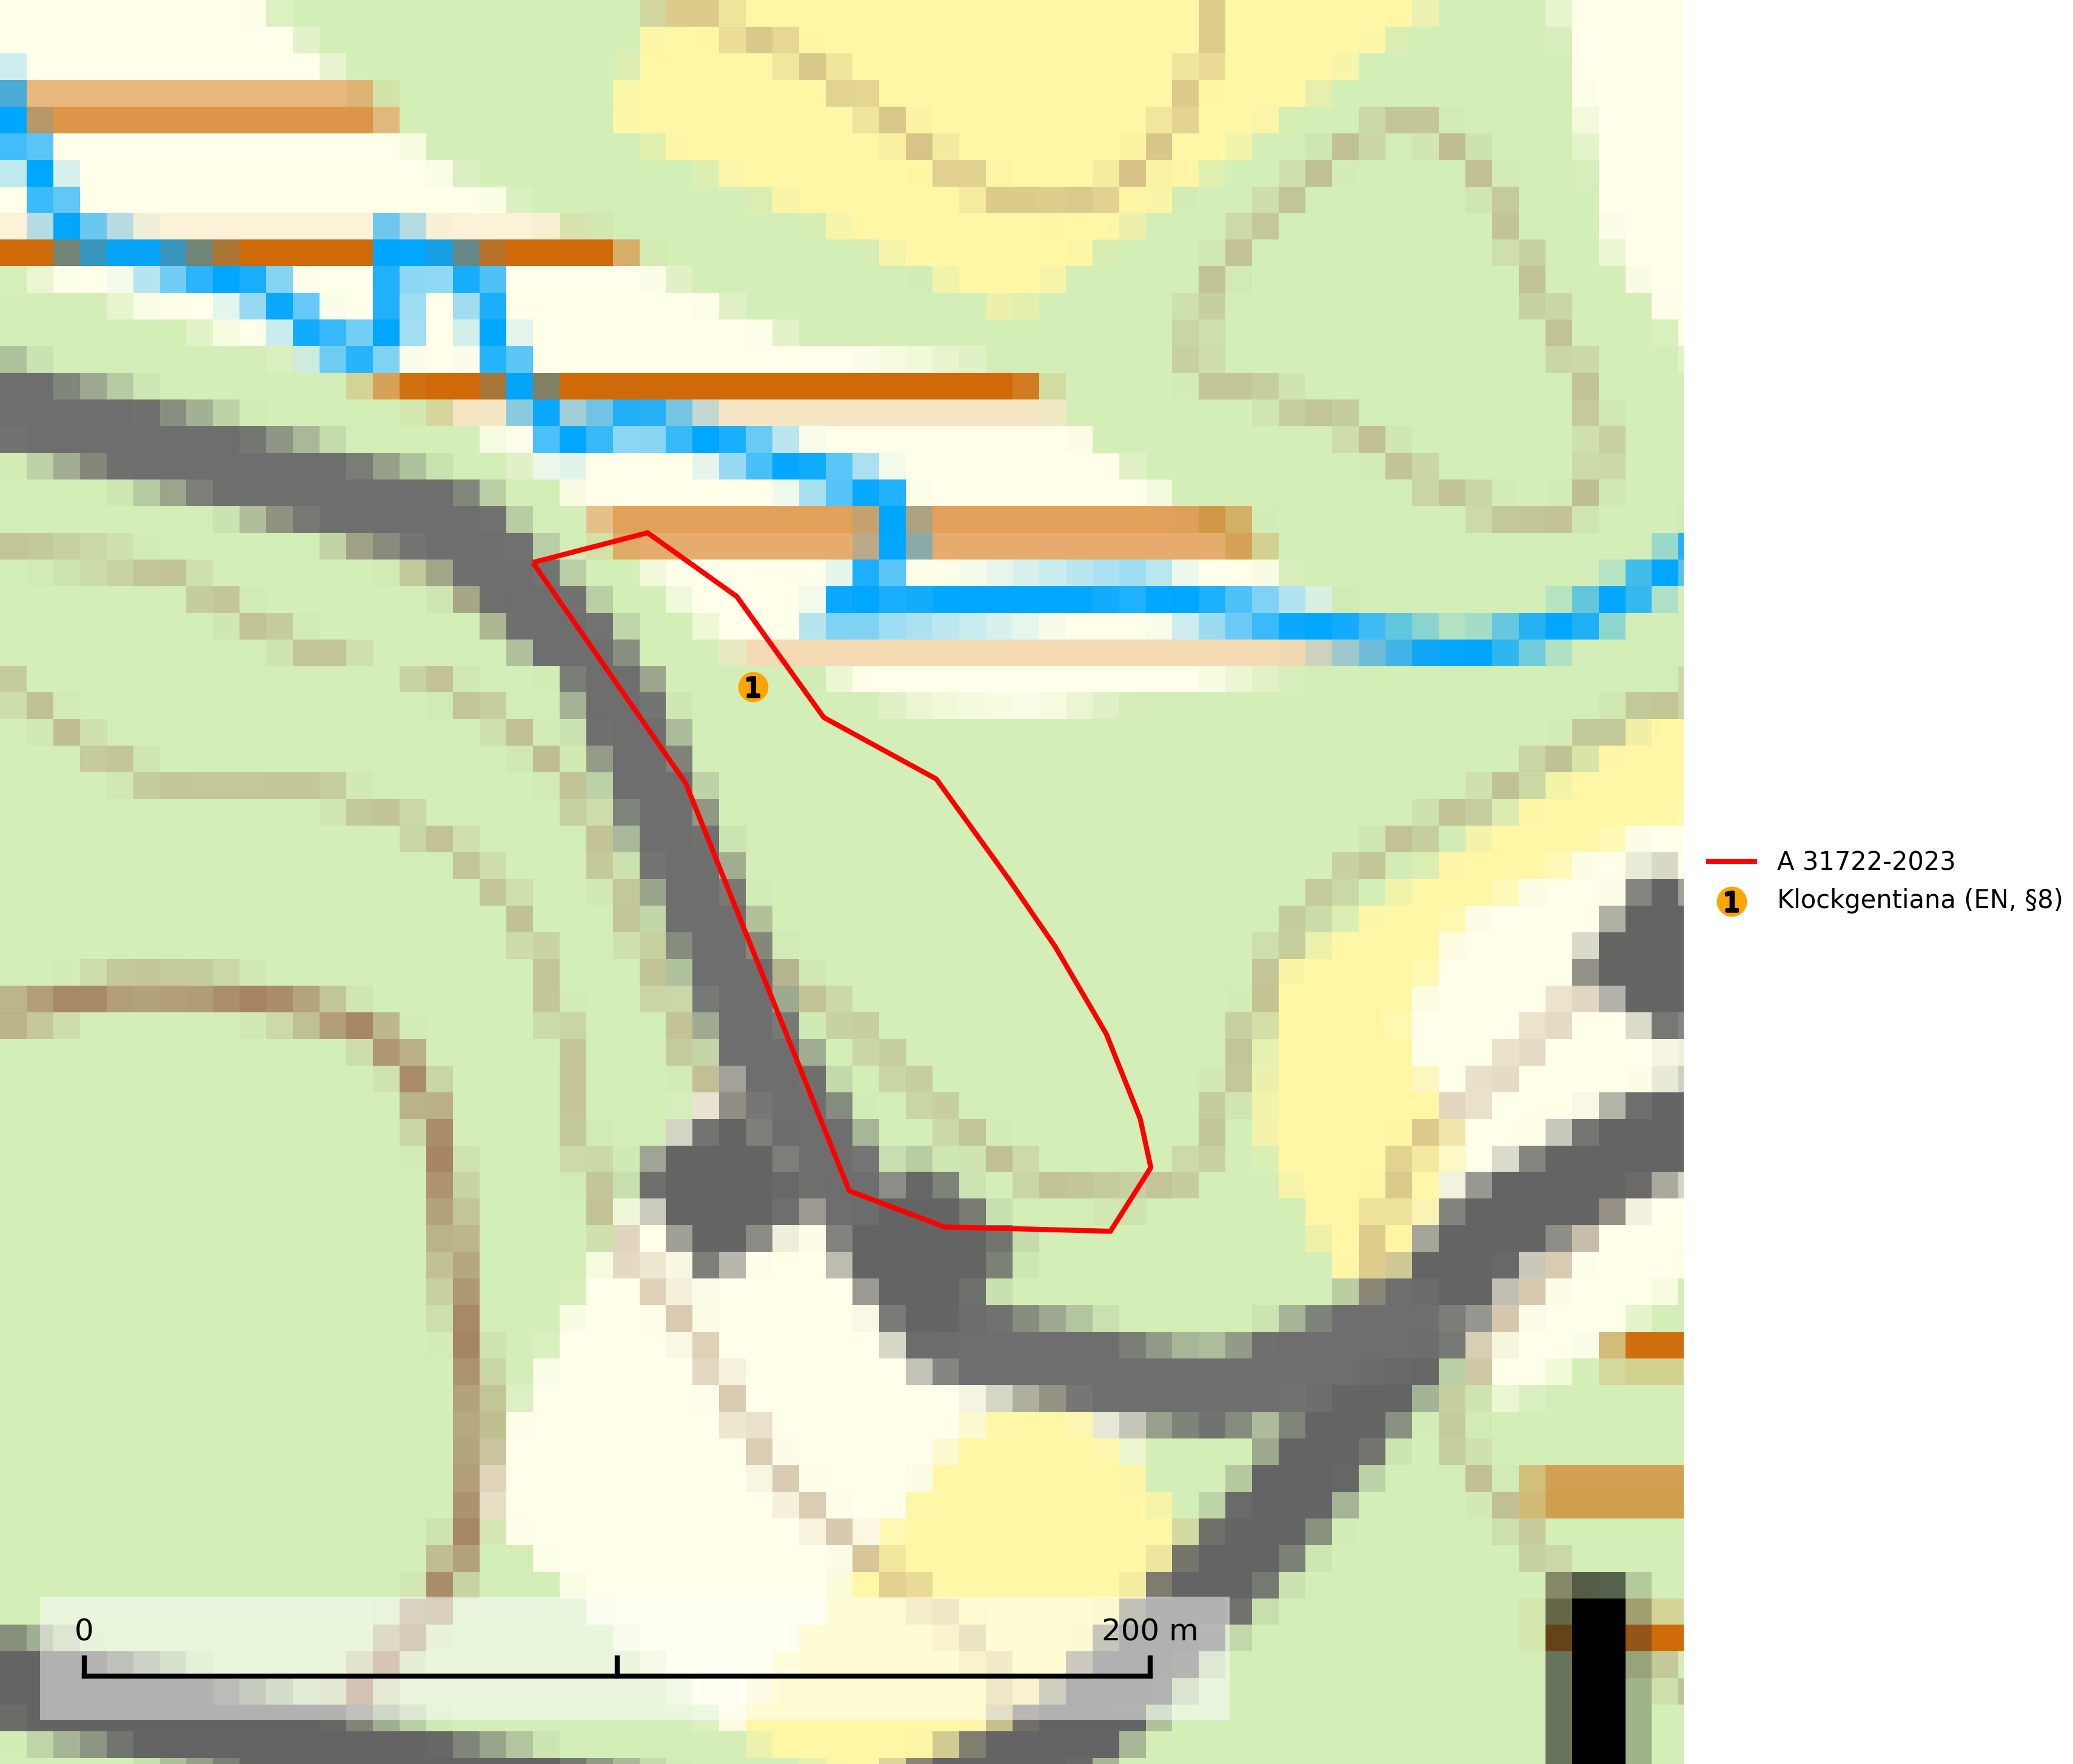 1
A 31722-2023
1 Klockgentiana (EN, §8)
0 200 m